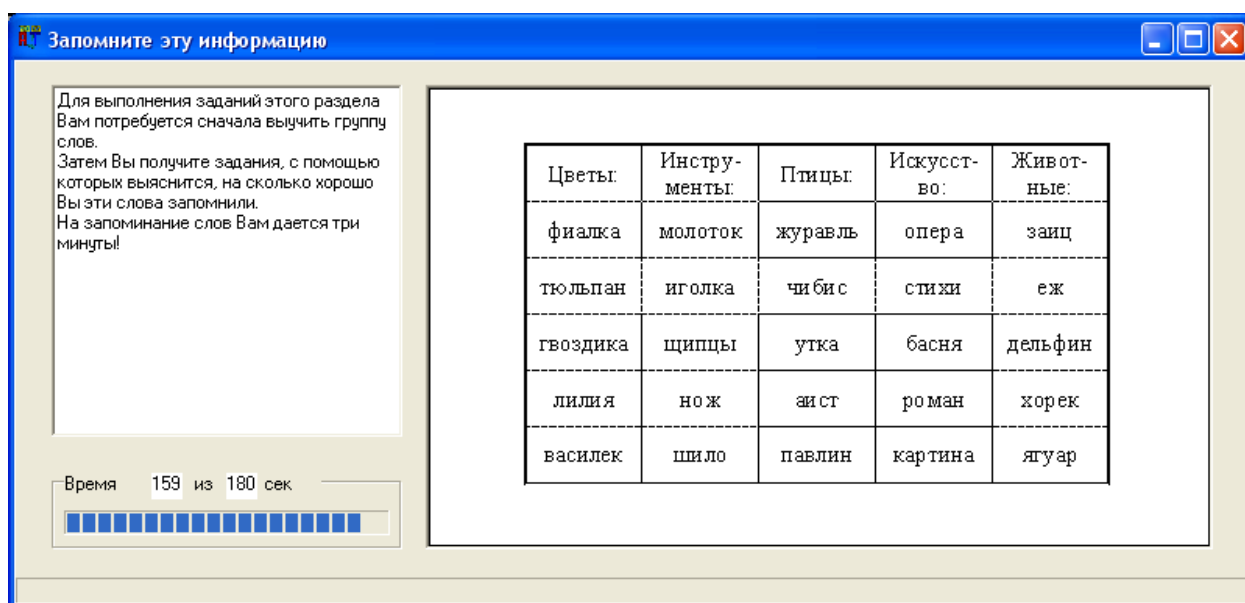 Запомните эту информацию
Для выполнения заданий этого раздела
Вам потребуется сначала выучить группу
слов.
Затем Вы получите задания, с помощью
которых выяснится, на сколько хорошо
Вы эти слова запомнили.
На запоминание слов Вам дается три
минуты!
Цветы: Инстру- Птицы: Искусст- Живот-
менты: во: ные:
фиалка молоток журавль опера заиц
тюльпан иголка чибис стихи еж
гвоздика щипцы утка басня дельфин
лилия нож аист роман хорек
василек шило павлин картина ягуар
Время 159 из 180 сек